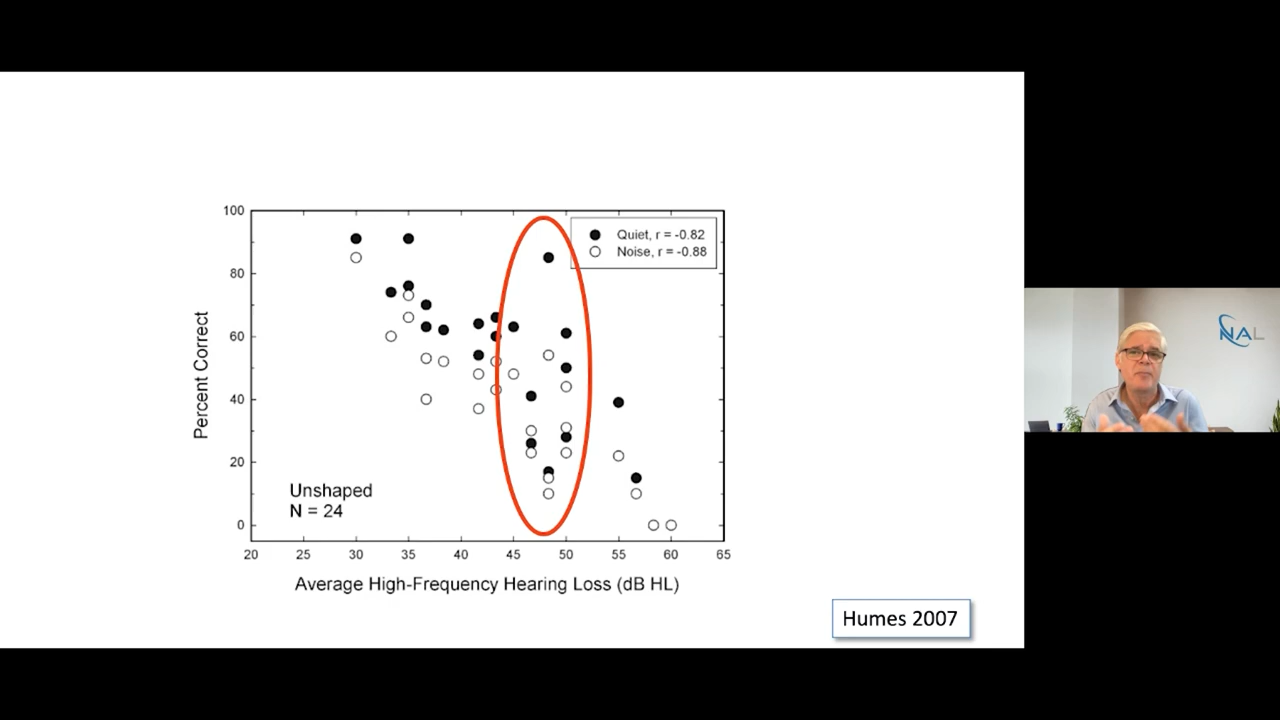 100
80
60
40
20
0
Percent Correct
Quiet, r = -0.82
Noise, r = -0.88
Unshaped
N = 24
20 25 30 35 40 45 50 55 60 65
Average High-Frequency Hearing Loss (dB HL)
Humes 2007
NAL